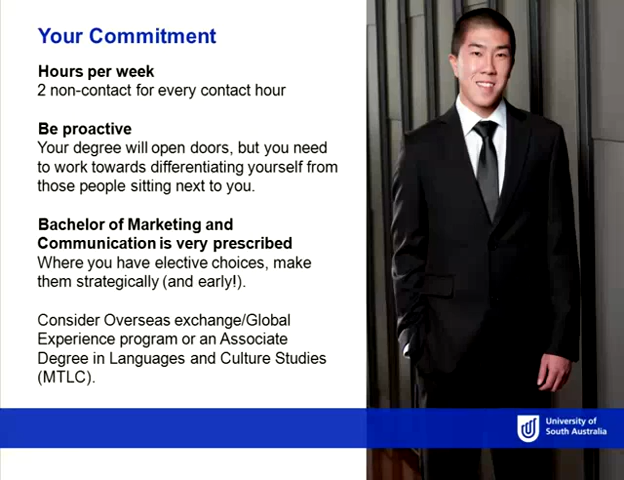 Your Commitment
Hours per week
2 non-contact for every contact hour
Be proactive
Your degree will open doors, but you need
to work towards differentiating yourself from
those people sitting next to you.
Bachelor of Marketing and
Communication is very prescribed
Where you have elective choices, make
them strategically (and early!).
Consider Overseas exchange/Global
Experience program or an Associate
Degree in Languages and Culture Studies
(MTLC).
University of
South Australia